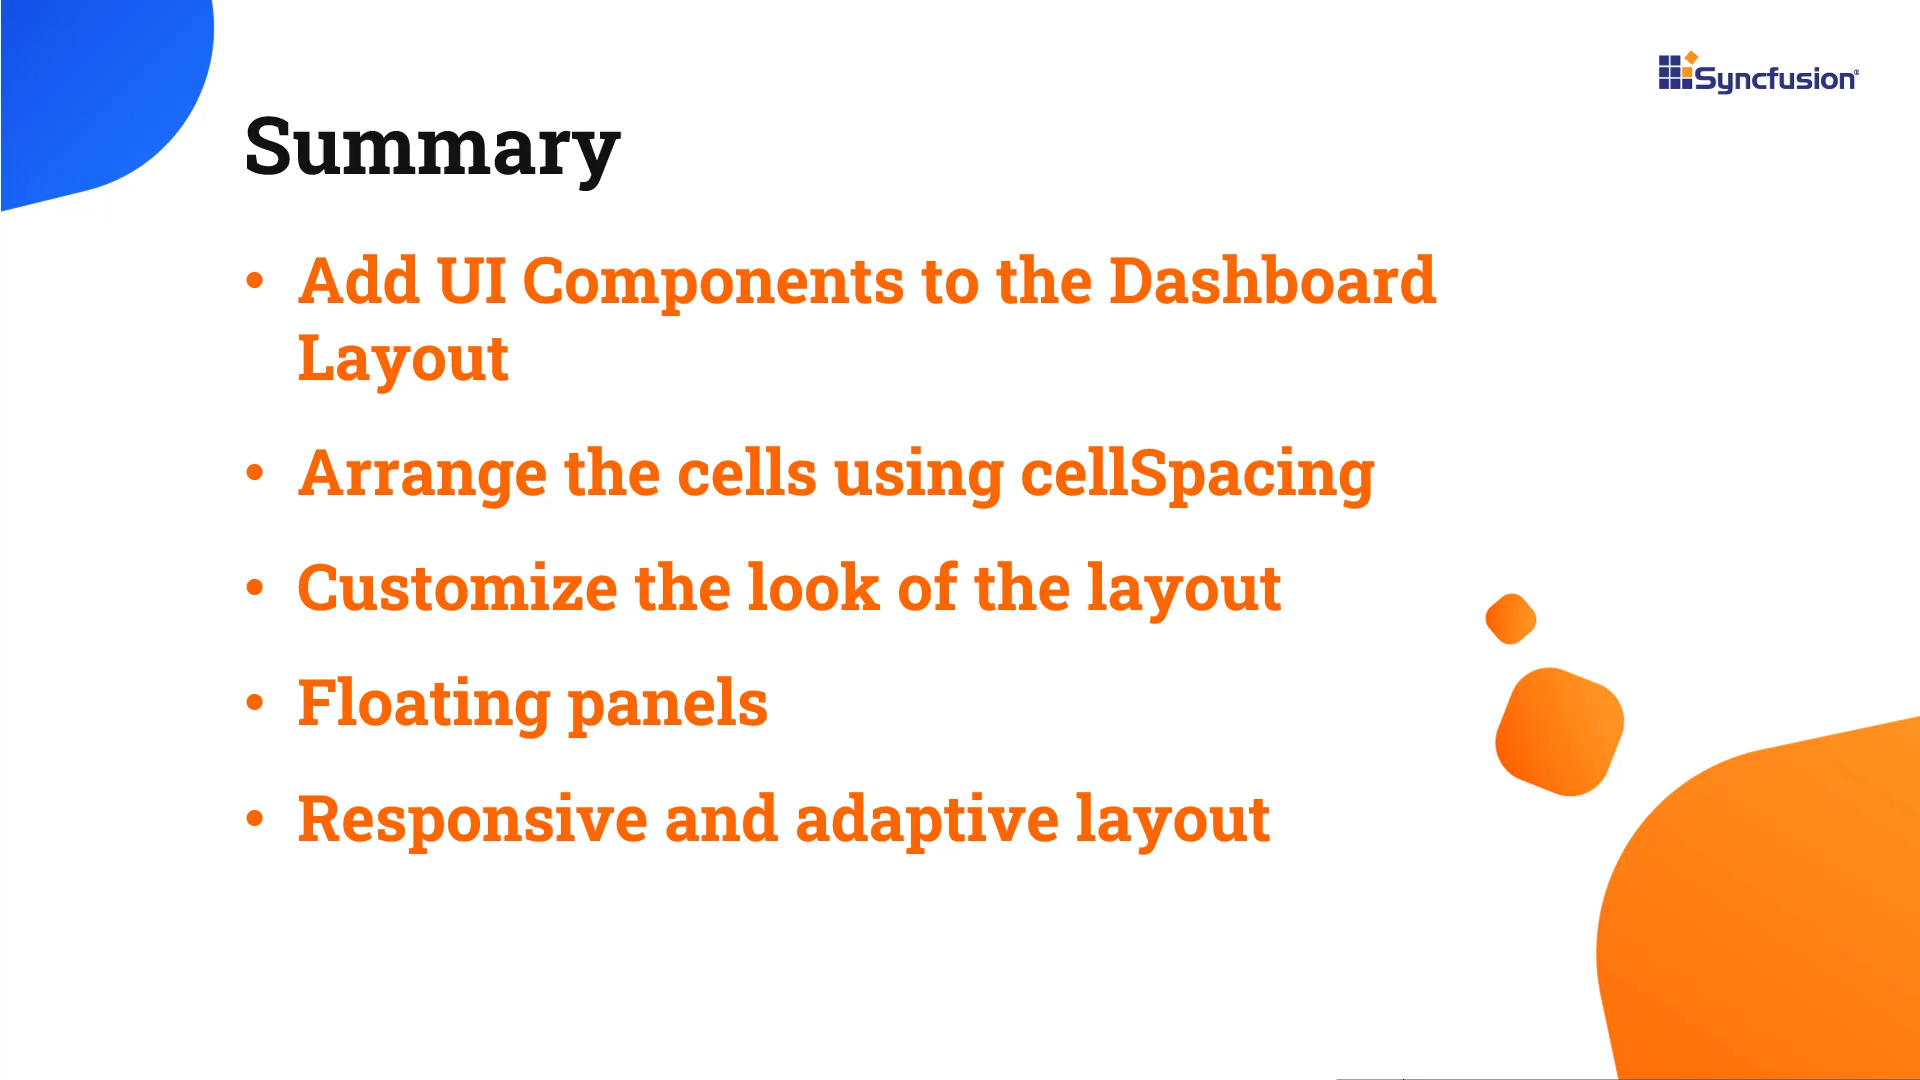 Syncfusion®
Summary
• Add UI Components to the Dashboard
Layout
• Arrange the cells using cellSpacing
• Customize the look of the layout
• Floating panels
• Responsive and adaptive layout